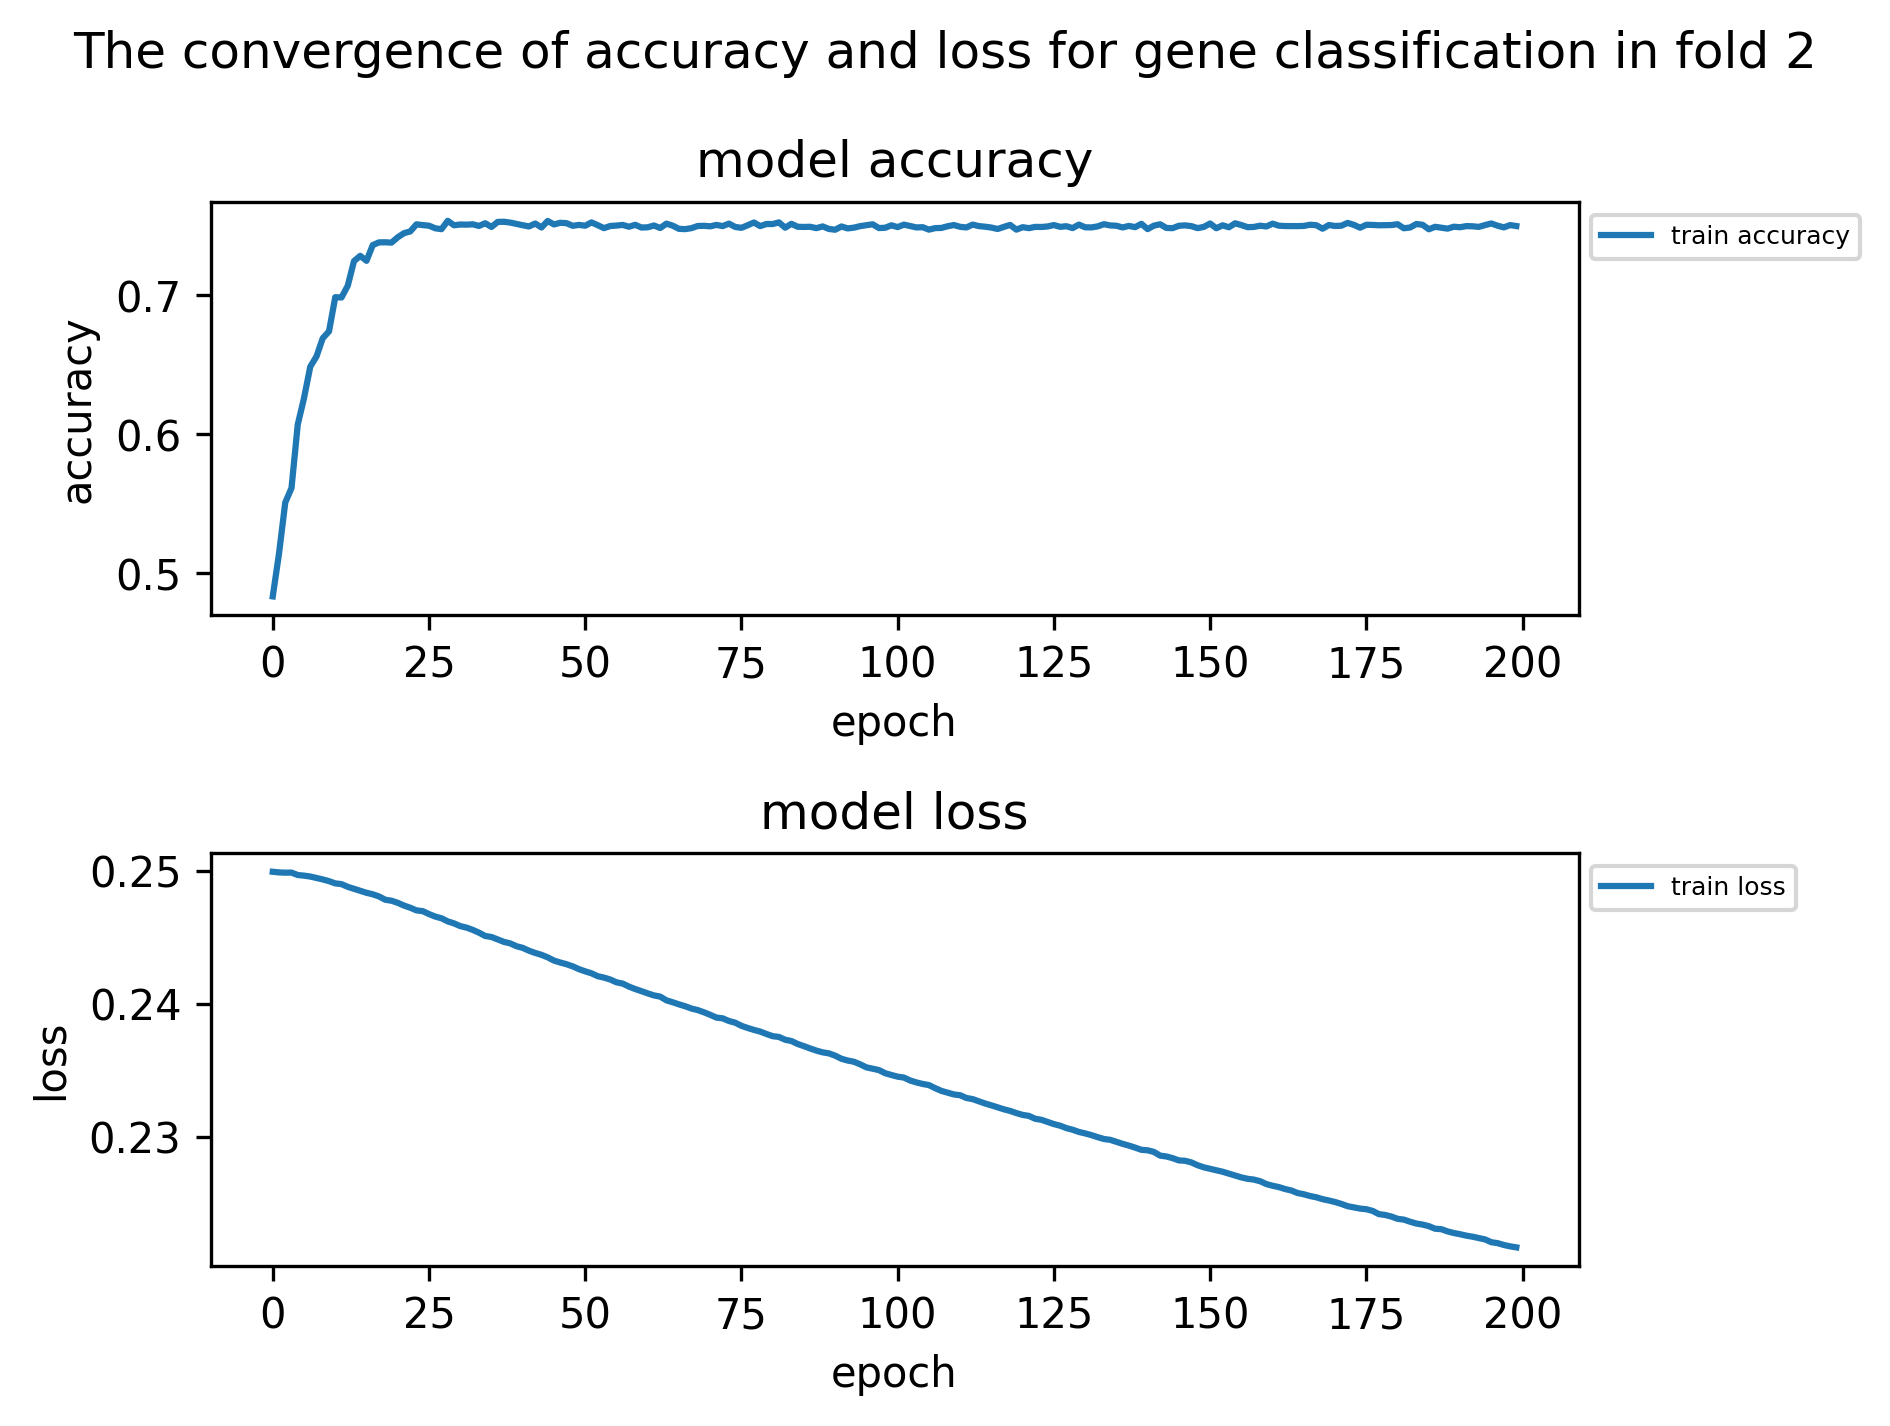 The convergence of accuracy and loss for gene classification in fold 2
model accuracy
train accuracy
accuracy
0.7
0.6
0.5
0 25 50 75 100 125 150 175 200
epoch
model loss
train loss
loss
0.25
0.24
0.23
0 25 50 75 100 125 150 175 200
epoch